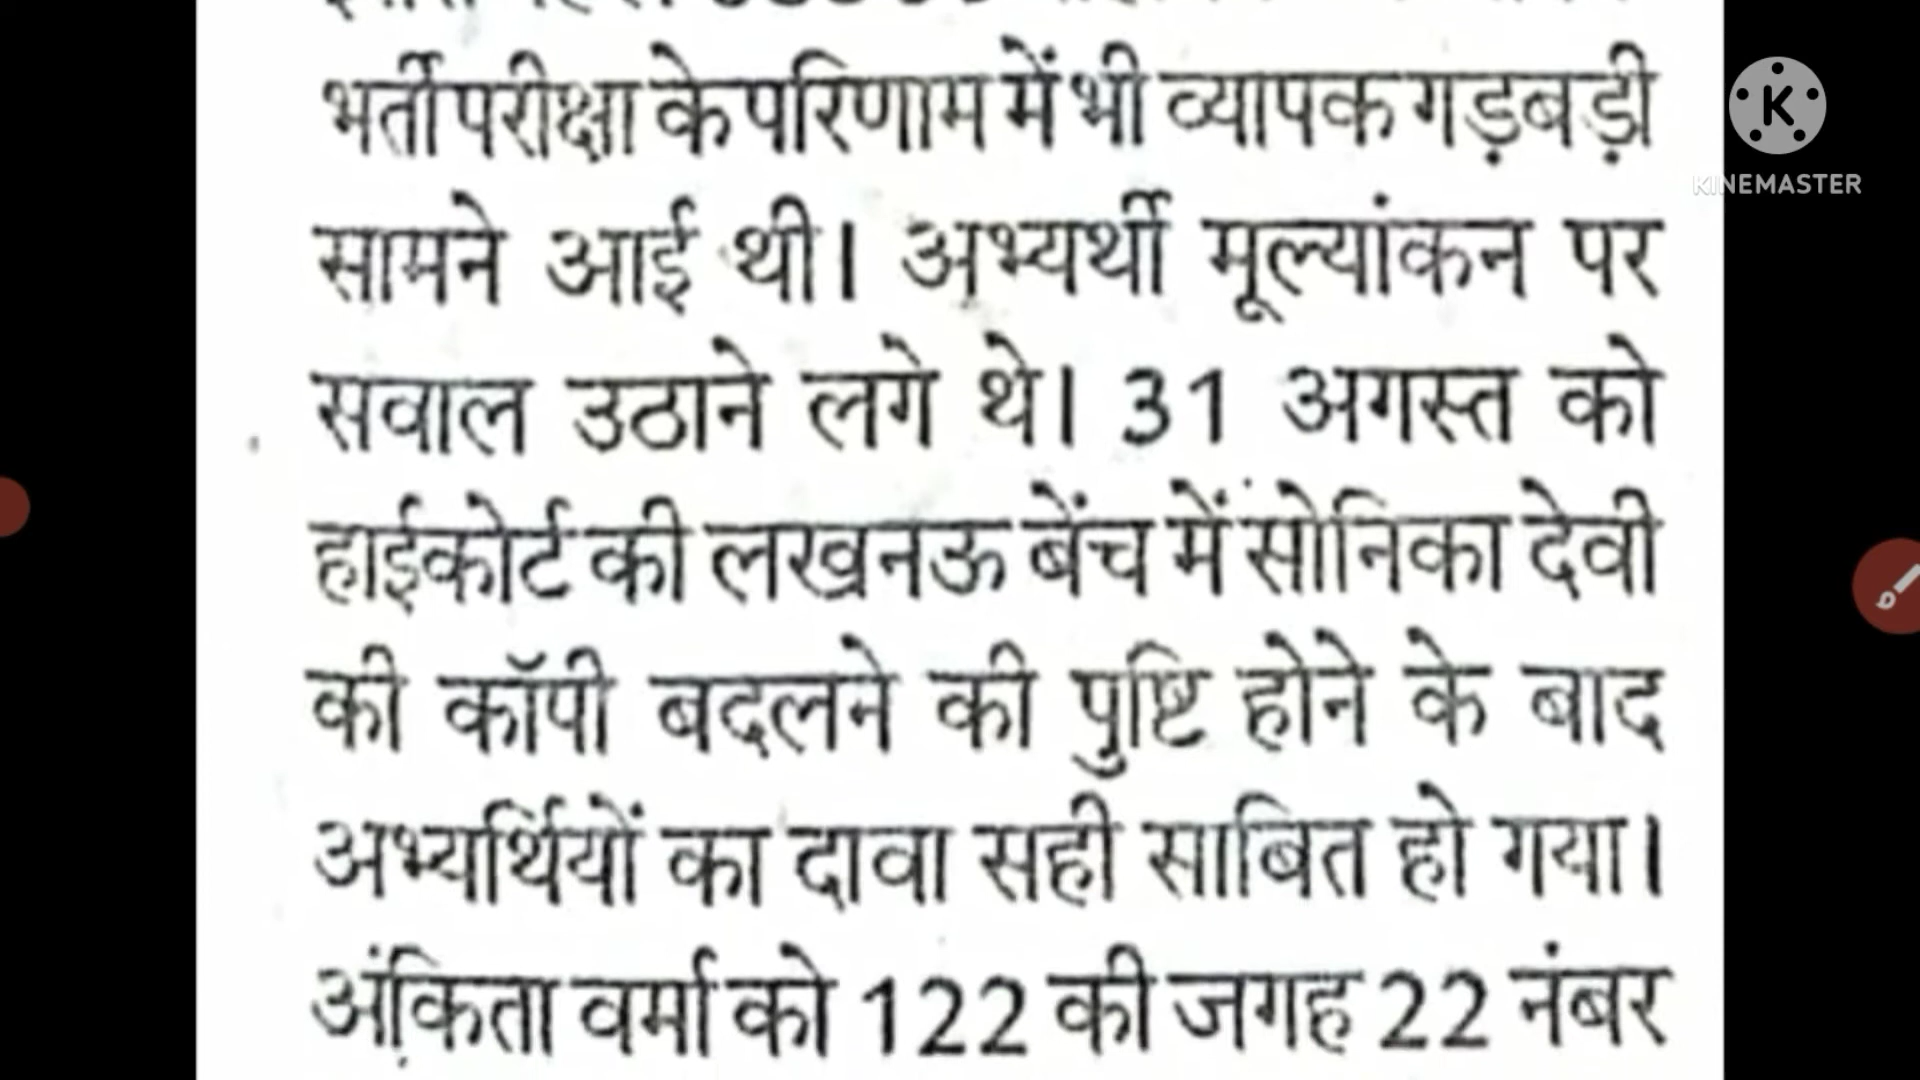 भर्ती परीक्षा के परिणाम में भी व्यापक गड़बड़ी
सामने आई थी। अभ्यर्थी मूल्यांकन पर
सवाल उठाने लगे थे। 31 अगस्त को
हाईकोर्ट की लखनऊ बेंच में सोनिका देवी
की कॉपी बदलने की पुष्टि होने के बाद
अभ्यर्थियों का दावा सही साबित हो गया।
अंकिता वर्मा को 122 की जगह 22 नंबर
K
KINEMASTER